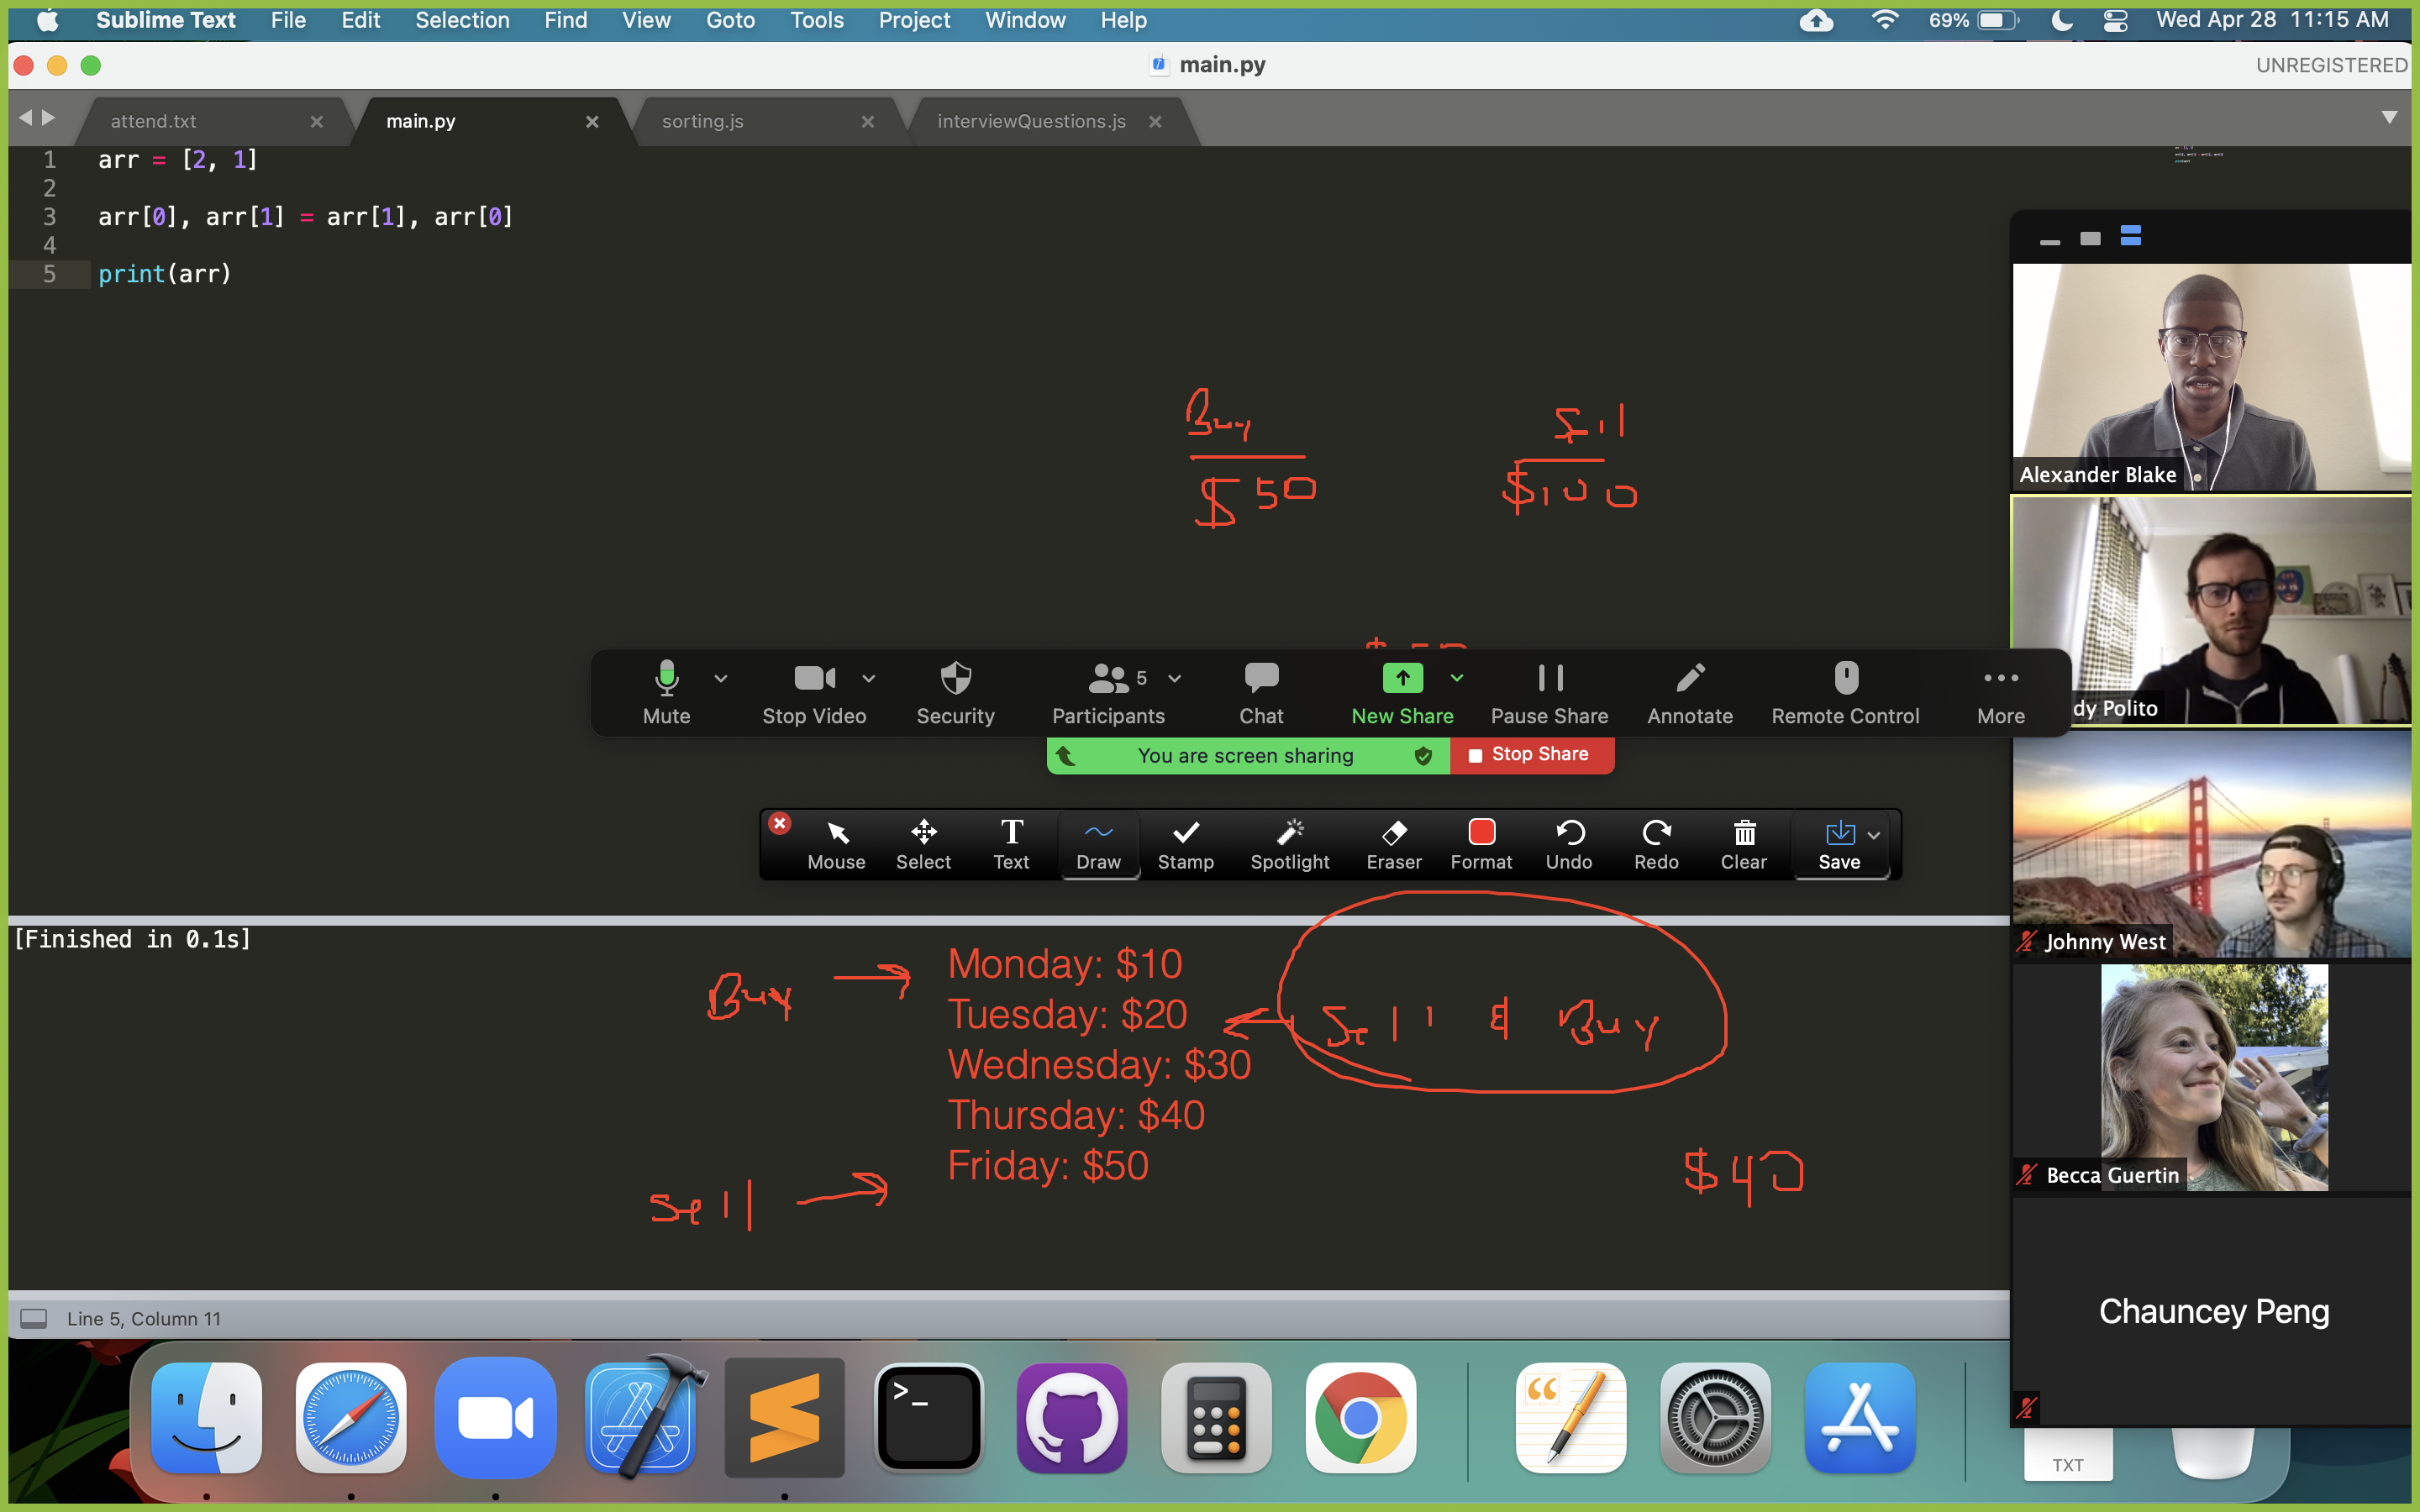 Sublime Text File Edit Selection Find View Goto Tools Project Window Help 69% Wed Apr 28 11:15 AM
main.py UNREGISTERED
attend.txt main.py sorting.js interviewQuestions.js
1 arr = [2, 1]
2
3 arr[0], arr[1] = arr[1], arr[0]
4
5 print(arr)
Buy Sell
$50 $100
Alexander Blake
dy Polito
Mute Stop Video Security Participants 5 Chat New Share Pause Share Annotate Remote Control More
You are screen sharing Stop Share
Mouse Select Text Draw Stamp Spotlight Eraser Format Undo Redo Clear Save
[Finished in 0.1s]
Johnny West
Buy Monday: $10
Tuesday: $20 Sell & Buy
Wednesday: $30
Thursday: $40
Friday: $50
Sell $40
Becca Guertin
Chauncey Peng
Line 5, Column 11
TXT